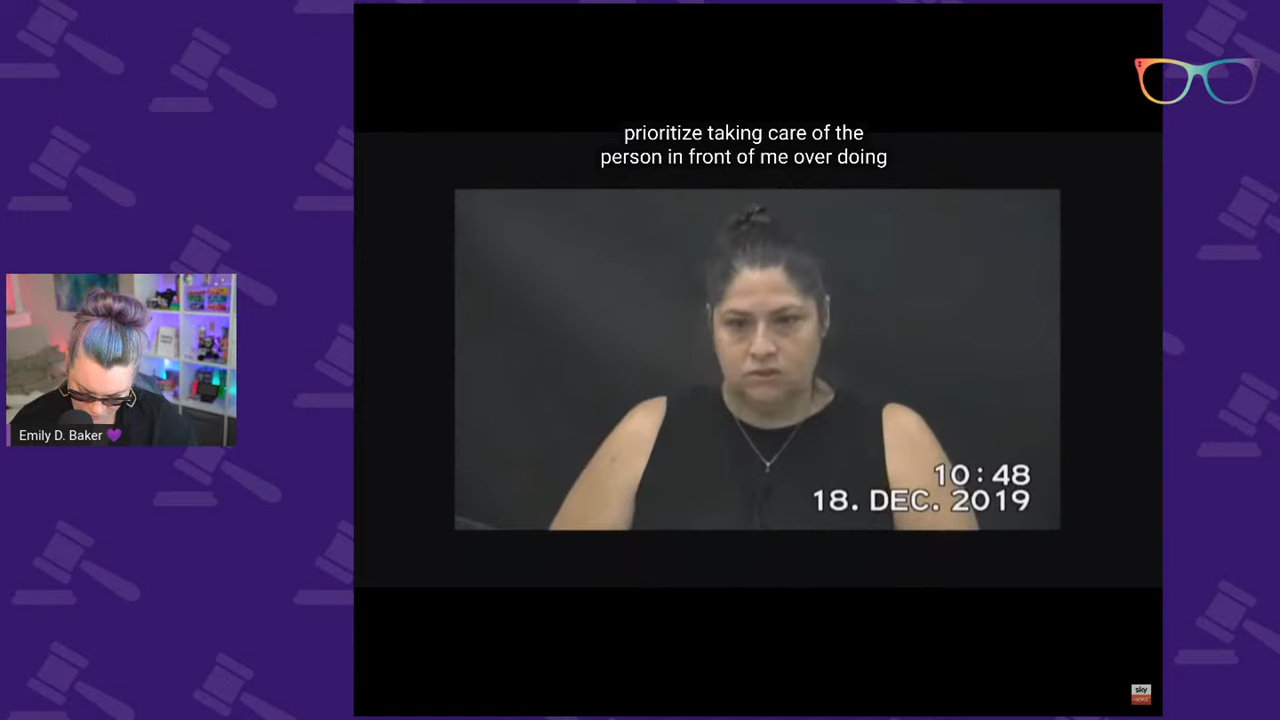 prioritize taking care of the
person in front of me over doing
10:48
18. DEC. 2019
Emily D. Baker 💜
sky